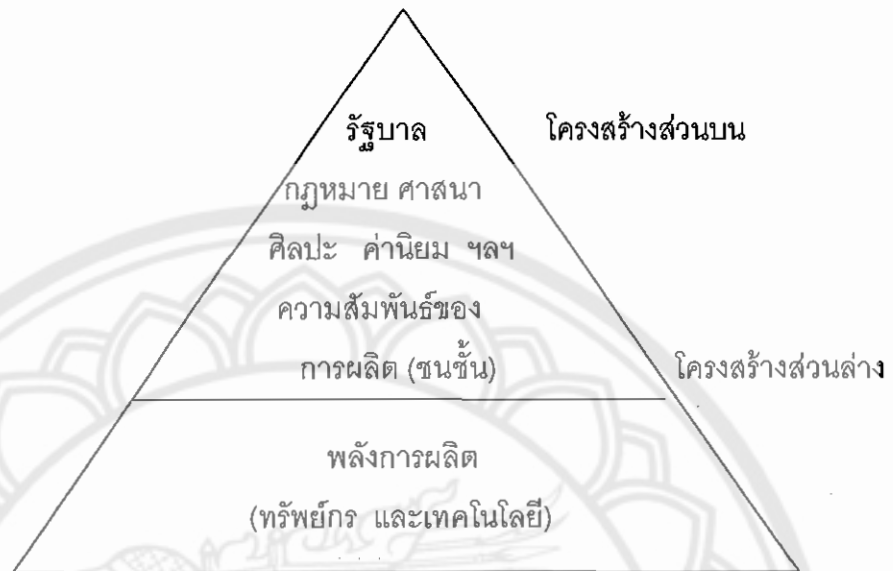 รัฐบาล โครงสร้างส่วนบน
กฎหมาย ศาสนา
ศิลปะ ค่านิยม ฯลฯ
ความสัมพันธ์ของ
การผลิต (ชนชั้น) โครงสร้างส่วนล่าง
พลังการผลิต
(ทรัพย์กร และเทคโนโลยี)